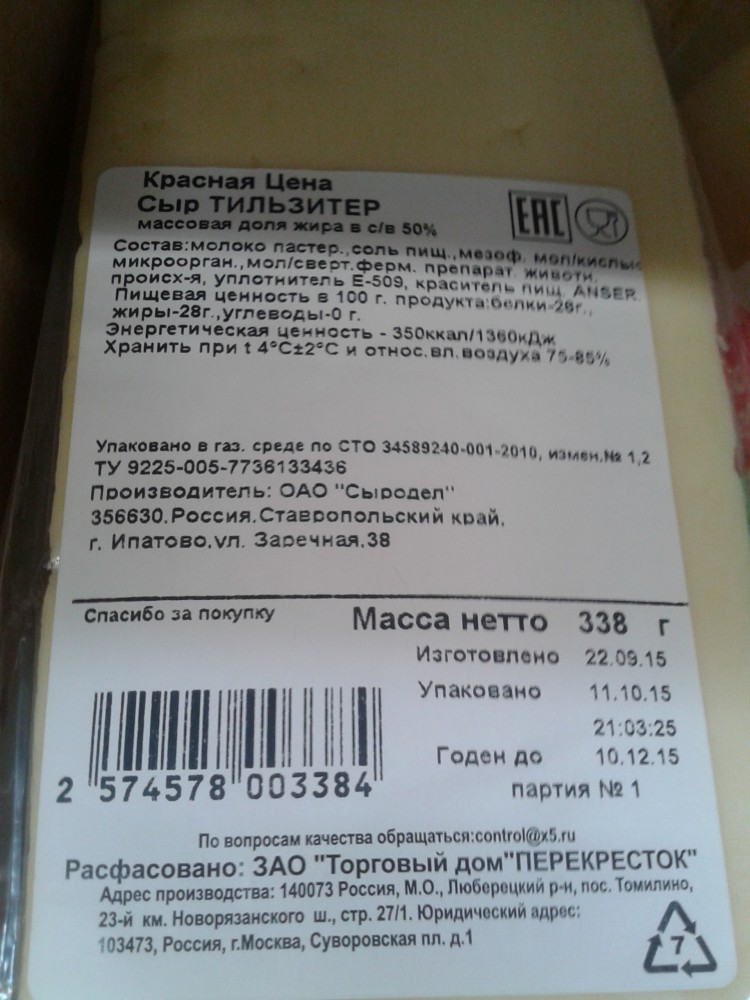 Красная Цена
Сыр ТИЛЬЗИТЕР
массовая доля жира в с/в 50%
EAC
Состав:молоко пастер.,соль пищ.,мезоф. мол/кислые
микроорган.,мол/сверт.ферм. препарат животн.
происх-я, уплотнитель Е-509, краситель пищ. ANSER.
Пищевая ценность в 100 г. продукта:белки-26г.,
жиры-28г.,углеводы-0 г.
Энергетическая ценность - 350ккал/1360кДж
Хранить при t 4°C±2°C и относ.вл.воздуха 75-85%
Упаковано в газ. среде по СТО 34589240-001-2010, измен.№ 1,2
ТУ 9225-005-7736133436
Производитель: ОАО "Сыродел"
356630.Россия.Ставропольский край.
г. Ипатово.ул. Заречная.38
Спасибо за покупку
Масса нетто 338 г
Изготовлено 22.09.15
Упаковано 11.10.15
21:03:25
Годен до 10.12.15
партия № 1
2 574578 003384
По вопросам качества обращаться:control@x5.ru
Расфасовано: ЗАО "Торговый дом"ПЕРЕКРЕСТОК"
Адрес производства: 140073 Россия, М.О., Люберецкий р-н, пос. Томилино,
23-й км. Новорязанского ш., стр. 27/1. Юридический адрес:
103473, Россия, г.Москва, Суворовская пл. д.1
7